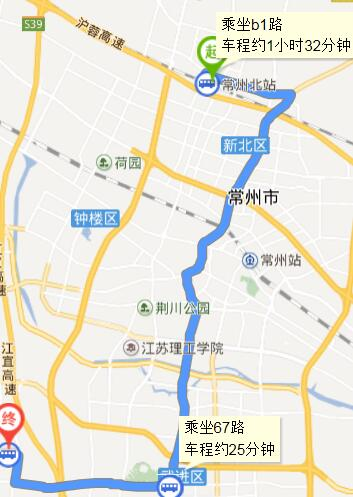 S39
沪蓉高速
乘坐b1路
车程约1小时32分钟
起
常州北站
新北区
荷园
常州市
钟楼区
常州站
荆川公园
江苏理工学院
江宜高速
终
乘坐67路
车程约25分钟
武进区